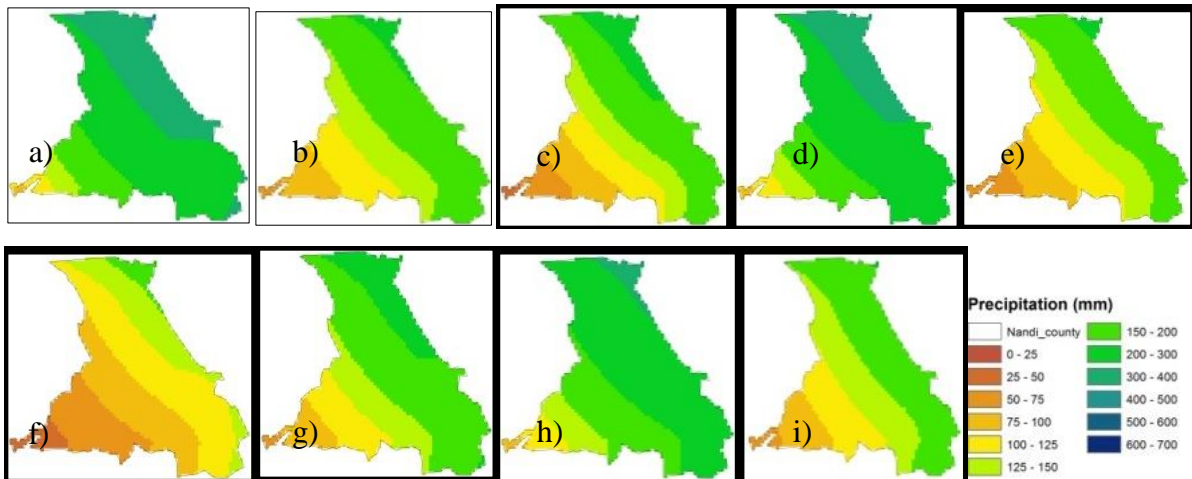 a)
b)
c)
d)
e)
f)
g)
h)
i)
Precipitation (mm)
Nandi_county
0 - 25
25 - 50
50 - 75
75 - 100
100 - 125
125 - 150
150 - 200
200 - 300
300 - 400
400 - 500
500 - 600
600 - 700